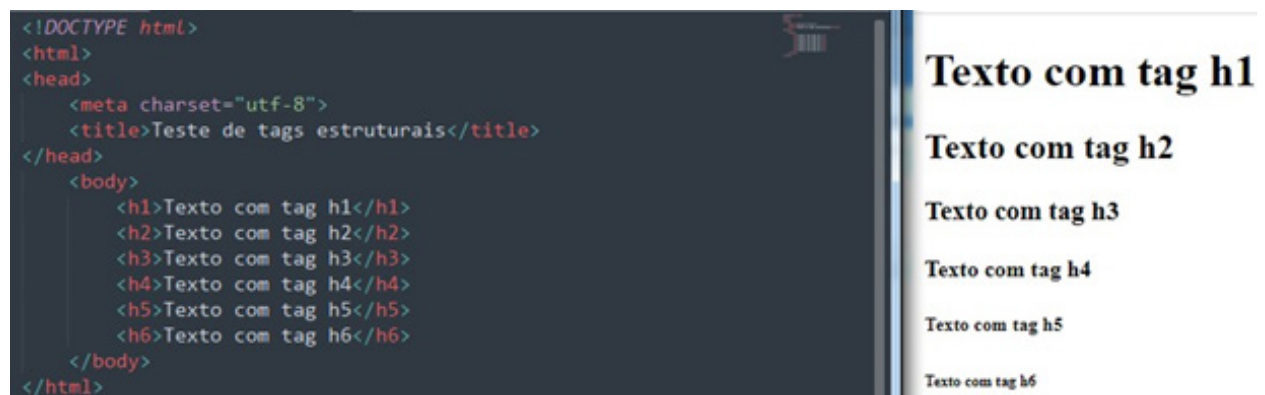 <!DOCTYPE html>
<html>
<head>
<meta charset="utf-8">
<title>Teste de tags estruturais</title>
</head>
<body>
<h1>Texto com tag h1</h1>
<h2>Texto com tag h2</h2>
<h3>Texto com tag h3</h3>
<h4>Texto com tag h4</h4>
<h5>Texto com tag h5</h5>
<h6>Texto com tag h6</h6>
</body>
</html>
Texto com tag h1
Texto com tag h2
Texto com tag h3
Texto com tag h4
Texto com tag h5
Texto com tag h6